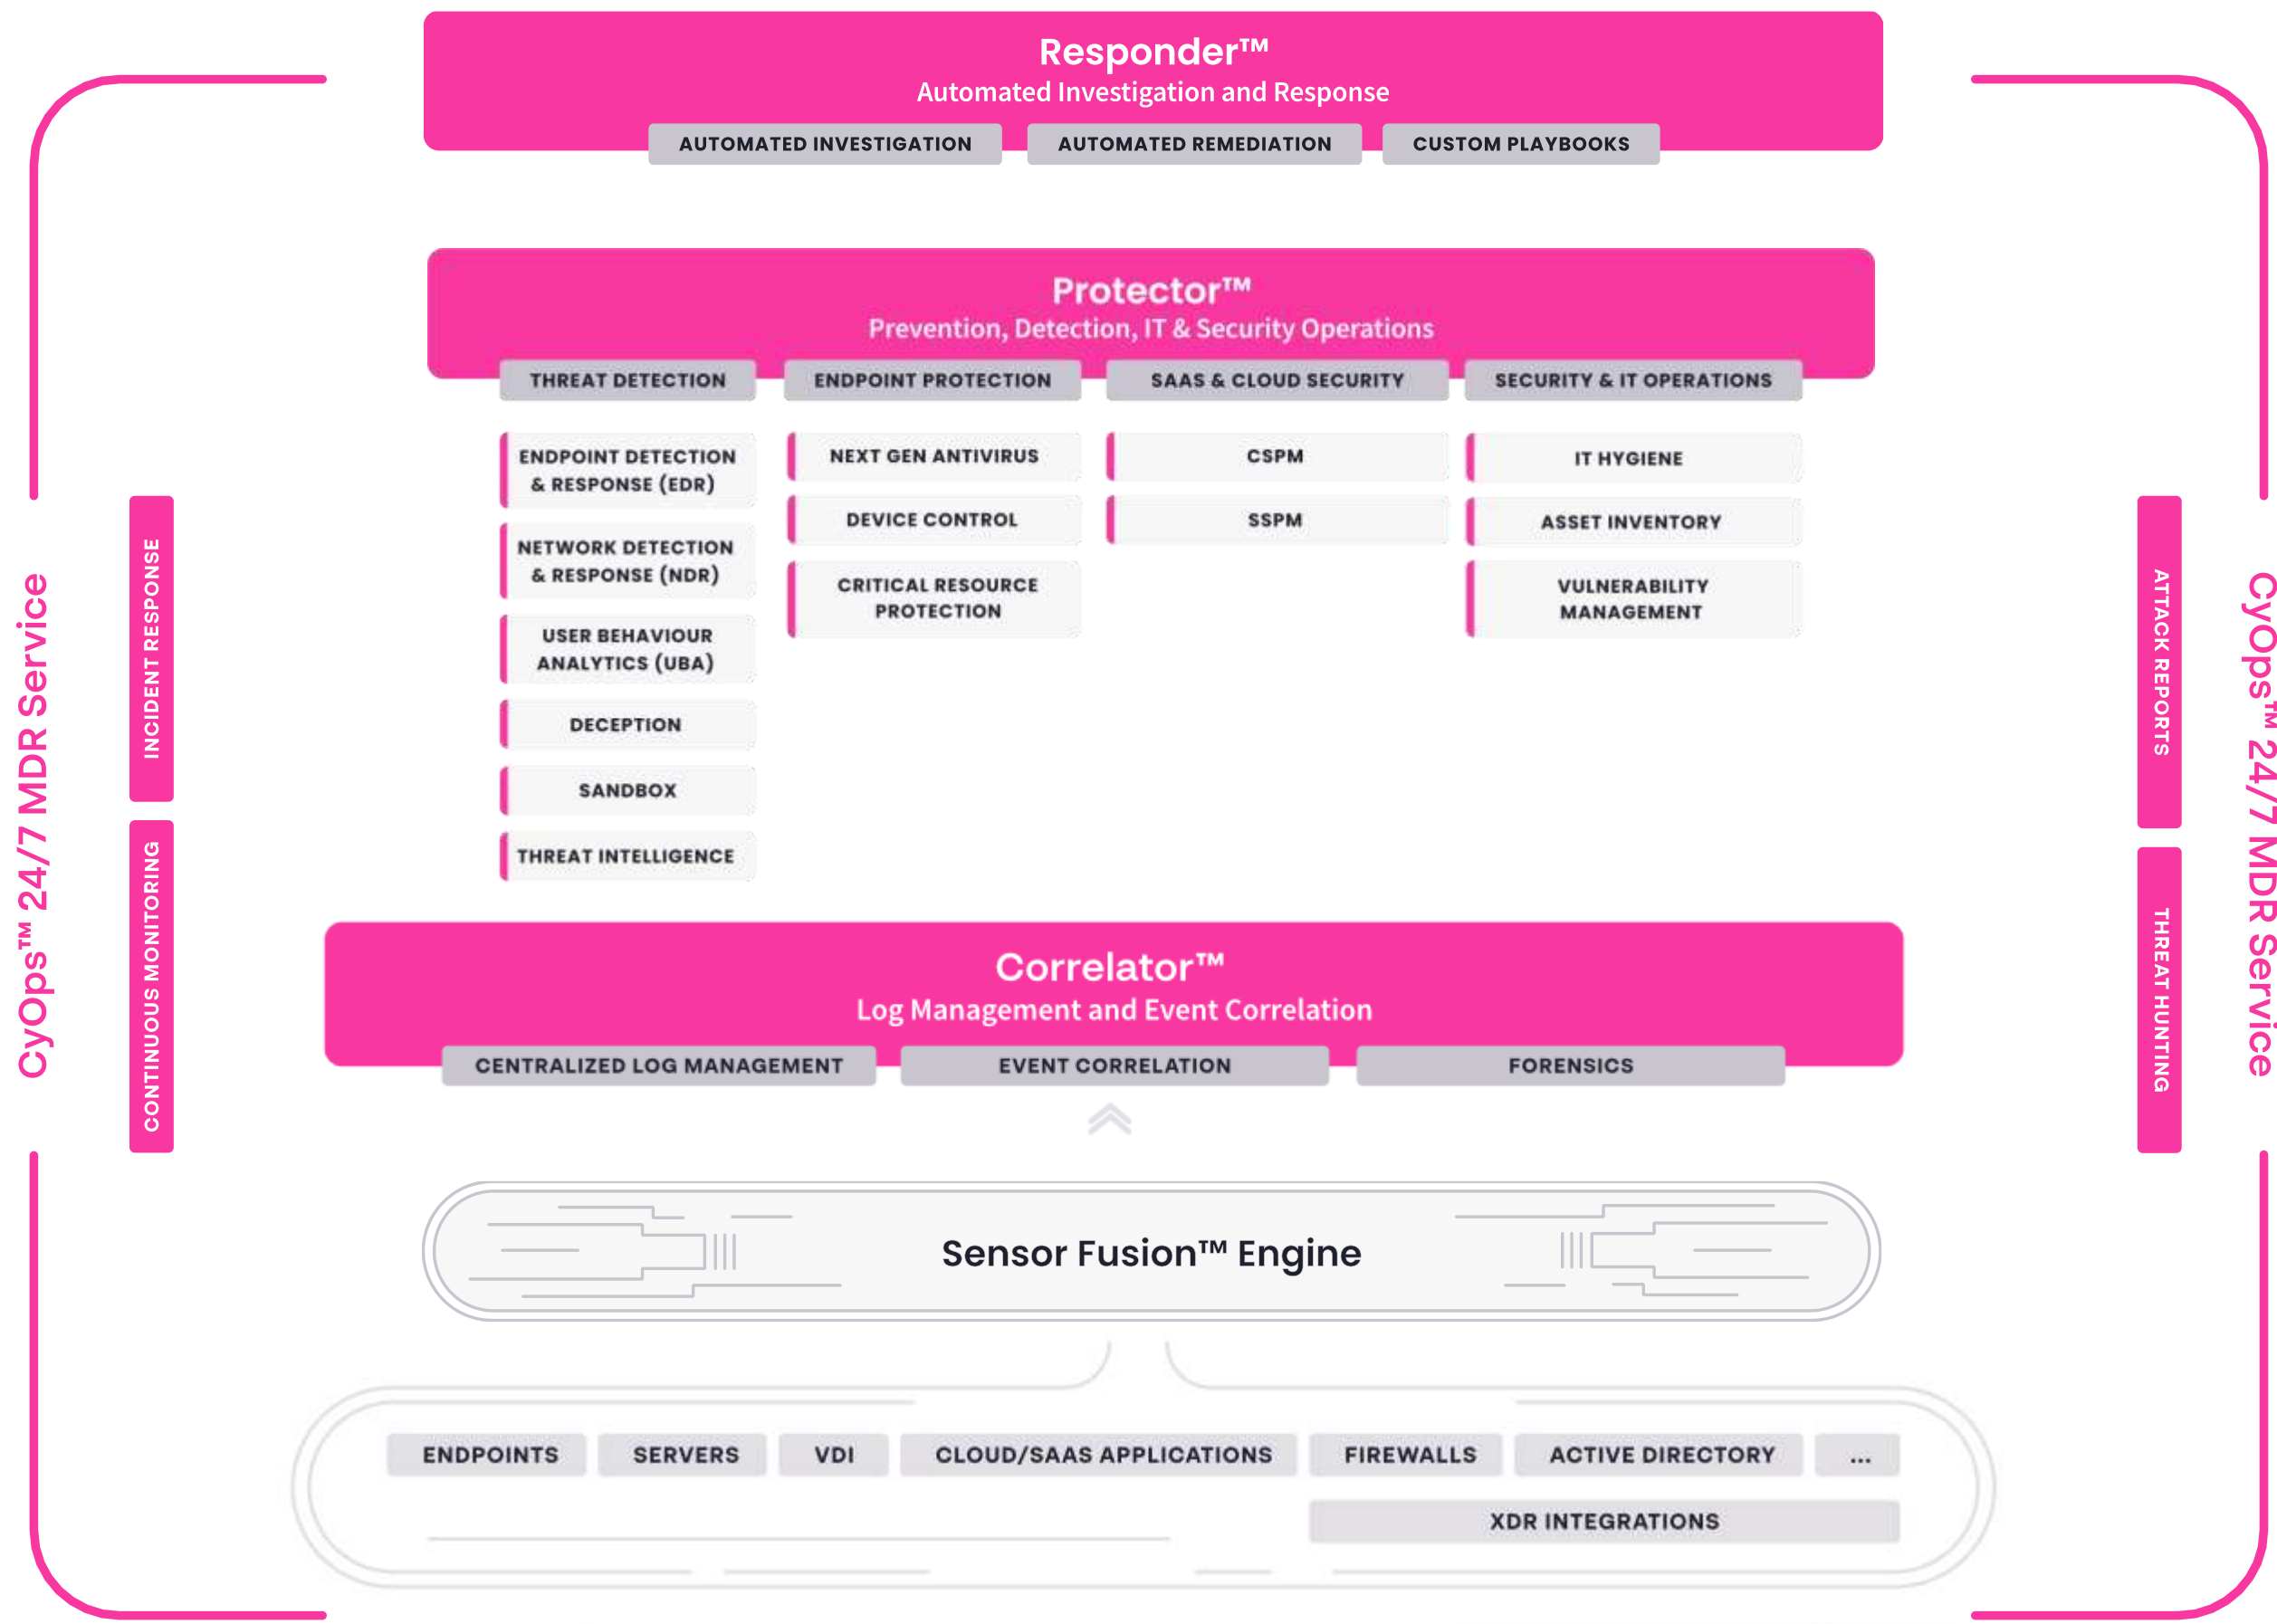 Responder™
Automated Investigation and Response
AUTOMATED INVESTIGATION
AUTOMATED REMEDIATION
CUSTOM PLAYBOOKS
Protector™
Prevention, Detection, IT & Security Operations
THREAT DETECTION
ENDPOINT DETECTION
& RESPONSE (EDR)
NETWORK DETECTION
& RESPONSE (NDR)
USER BEHAVIOUR
ANALYTICS (UBA)
DECEPTION
SANDBOX
THREAT INTELLIGENCE
ENDPOINT PROTECTION
NEXT GEN ANTIVIRUS
DEVICE CONTROL
CRITICAL RESOURCE
PROTECTION
SAAS & CLOUD SECURITY
CSPM
SSPM
SECURITY & IT OPERATIONS
IT HYGIENE
ASSET INVENTORY
VULNERABILITY
MANAGEMENT
Correlator™
Log Management and Event Correlation
CENTRALIZED LOG MANAGEMENT
EVENT CORRELATION
FORENSICS
Sensor Fusion™ Engine
ENDPOINTS
SERVERS
VDI
CLOUD/SAAS APPLICATIONS
FIREWALLS
ACTIVE DIRECTORY
...
XDR INTEGRATIONS
CyOps™ 24/7 MDR Service
INCIDENT RESPONSE
CONTINUOUS MONITORING
ATTACK REPORTS
THREAT HUNTING
CyOps™ 24/7 MDR Service